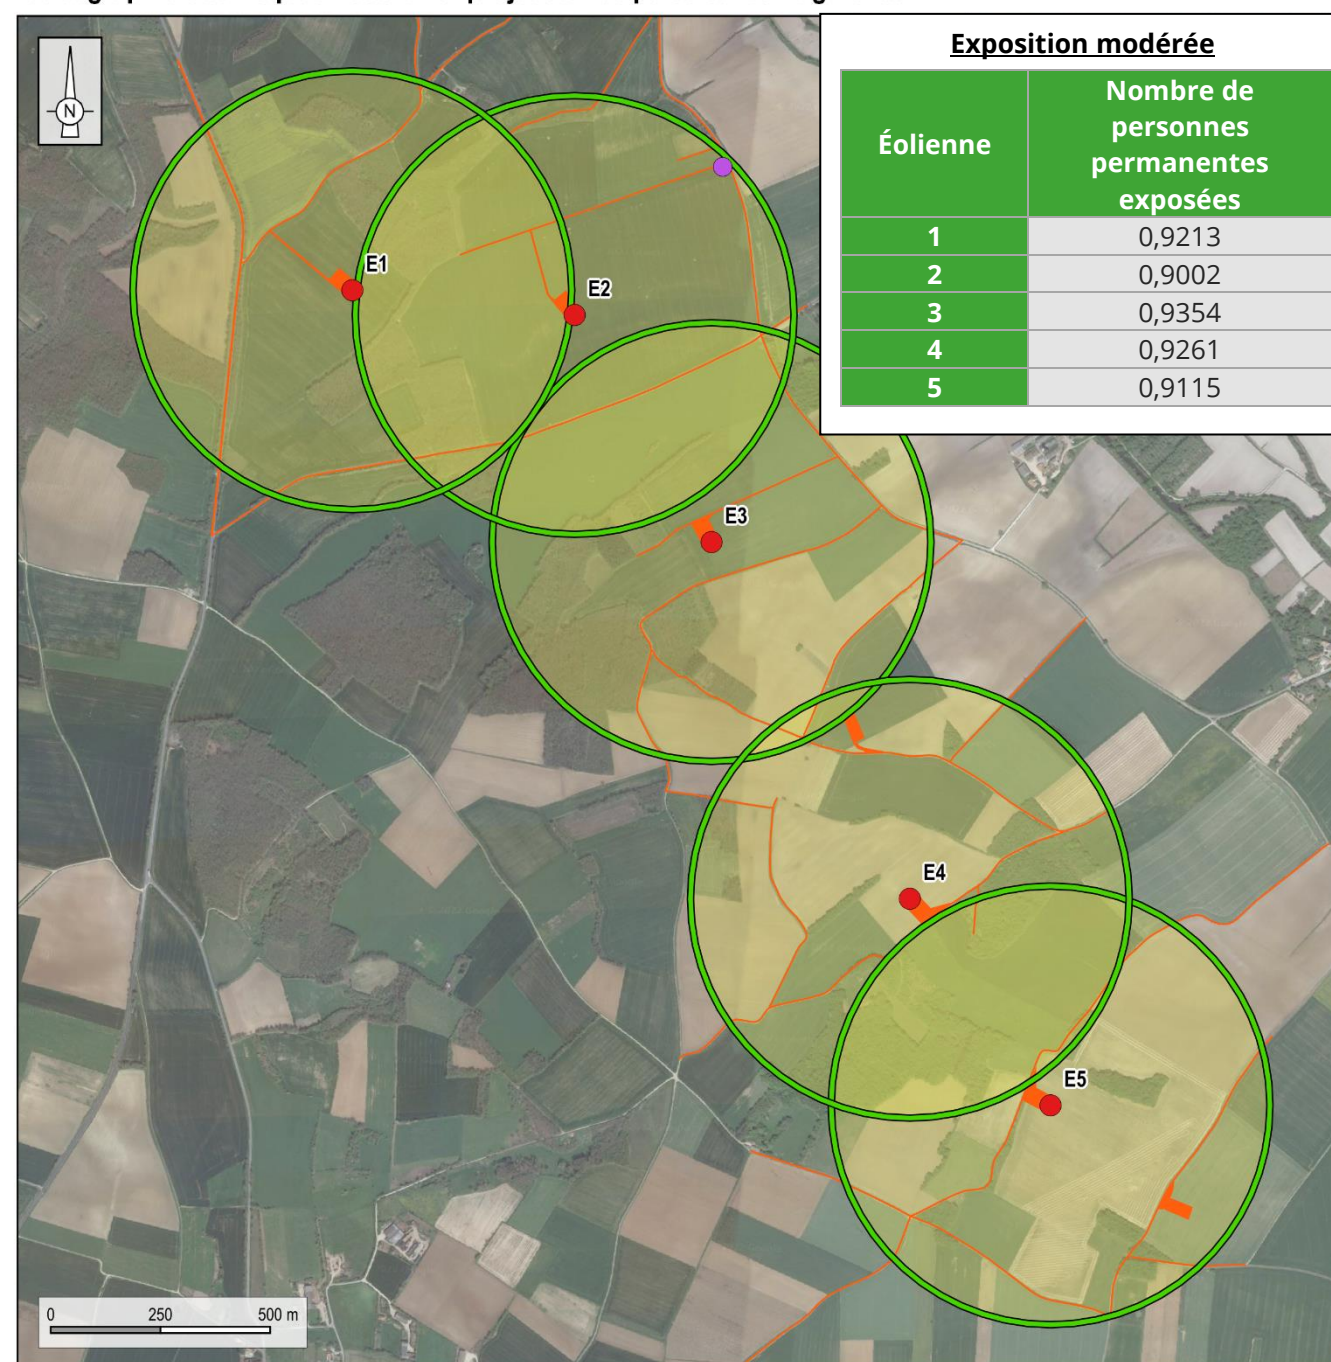 Exposition modérée
Éolienne
Nombre de
personnes
permanentes
exposées
1 0,9213
2 0,9002
3 0,9354
4 0,9261
5 0,9115
N
E1
E2
E3
E4
E5
0 250 500 m